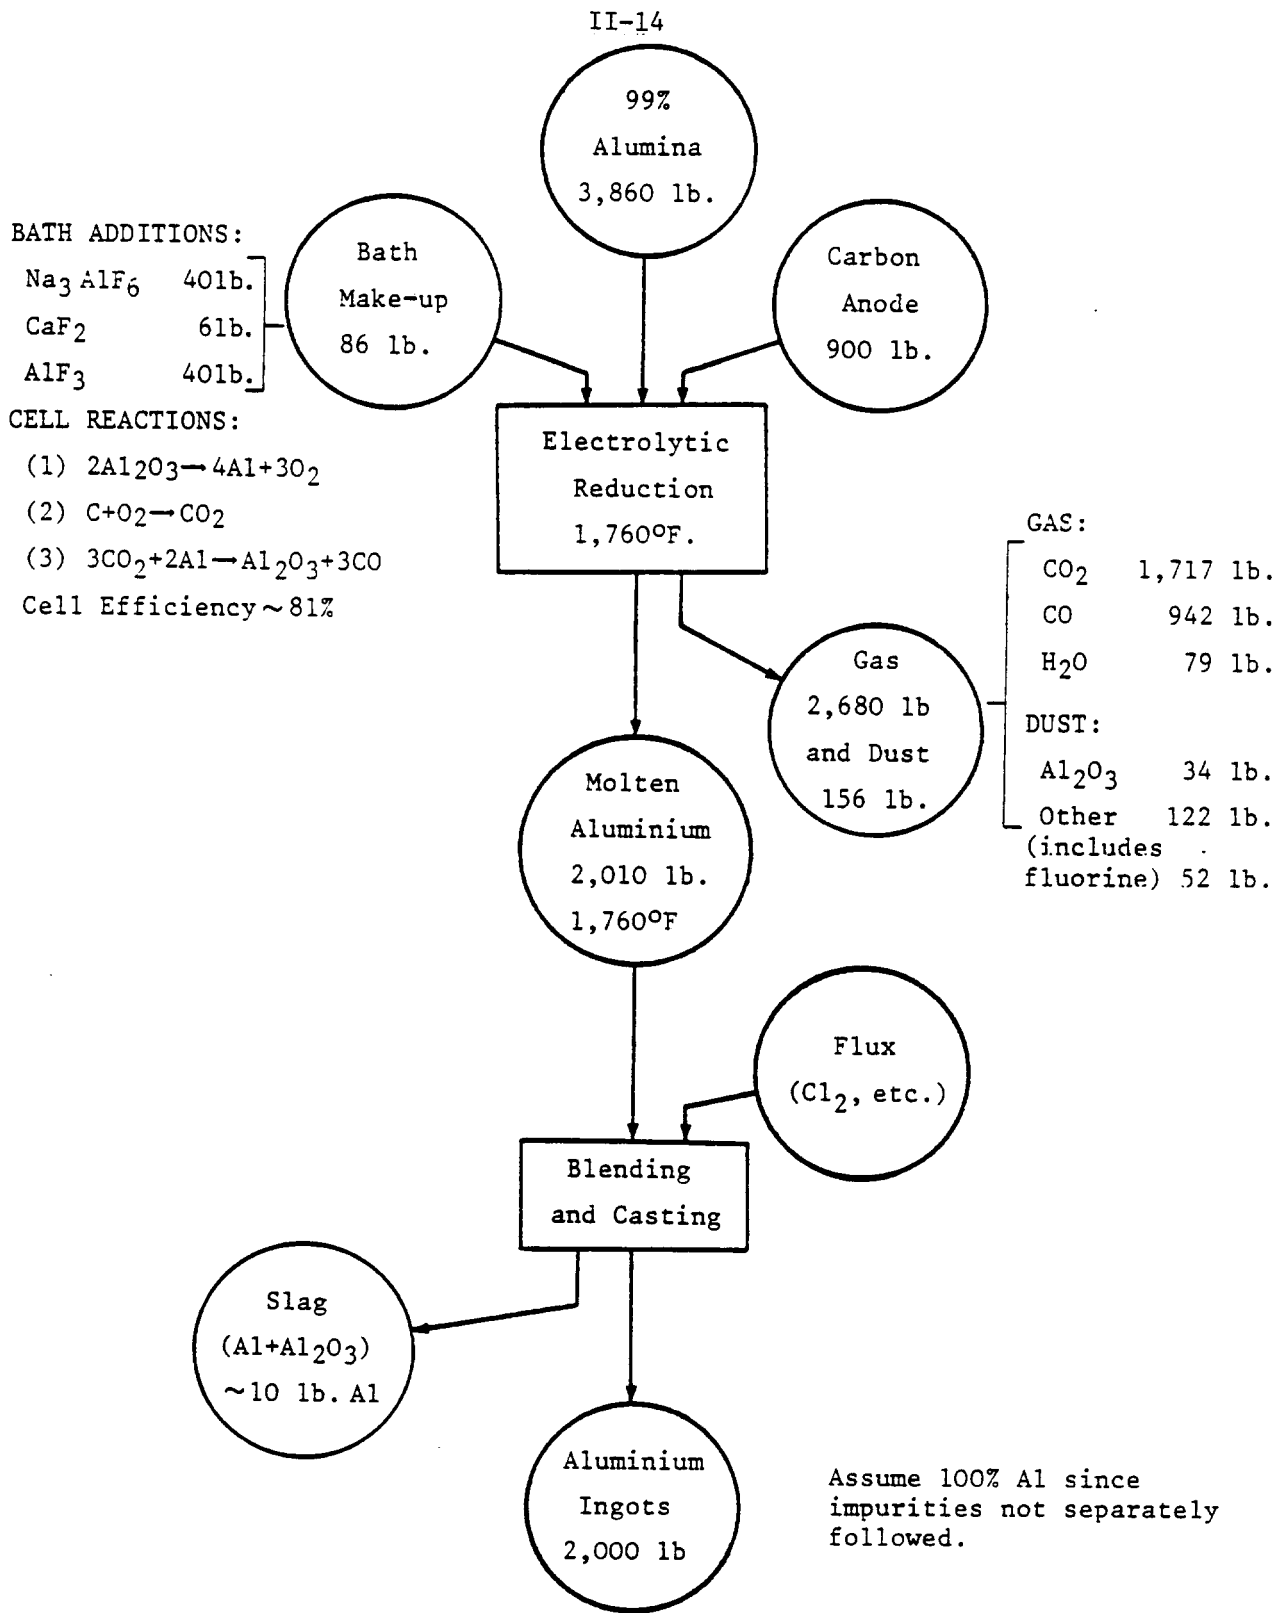 II-14
99%
Alumina
3,860 lb.
BATH ADDITIONS:
Na3 AlF6 40lb.
CaF2 6lb.
AlF3 40lb.
Bath
Make-up
86 lb.
Carbon
Anode
900 lb.
CELL REACTIONS:
(1) 2Al2O3→4Al+3O2
(2) C+O2→CO2
(3) 3CO2+2Al→Al2O3+3CO
Cell Efficiency ~ 81%
Electrolytic
Reduction
1,760°F.
GAS:
CO2 1,717 lb.
CO 942 lb.
H2O 79 lb.
DUST:
Al2O3 34 lb.
Other 122 lb.
(includes
fluorine) 52 lb.
Gas
2,680 lb
and Dust
156 lb.
Molten
Aluminium
2,010 lb.
1,760°F
Flux
(Cl2, etc.)
Blending
and Casting
Slag
(Al+Al2O3)
~10 lb. Al
Aluminium
Ingots
2,000 lb
Assume 100% Al since
impurities not separately
followed.